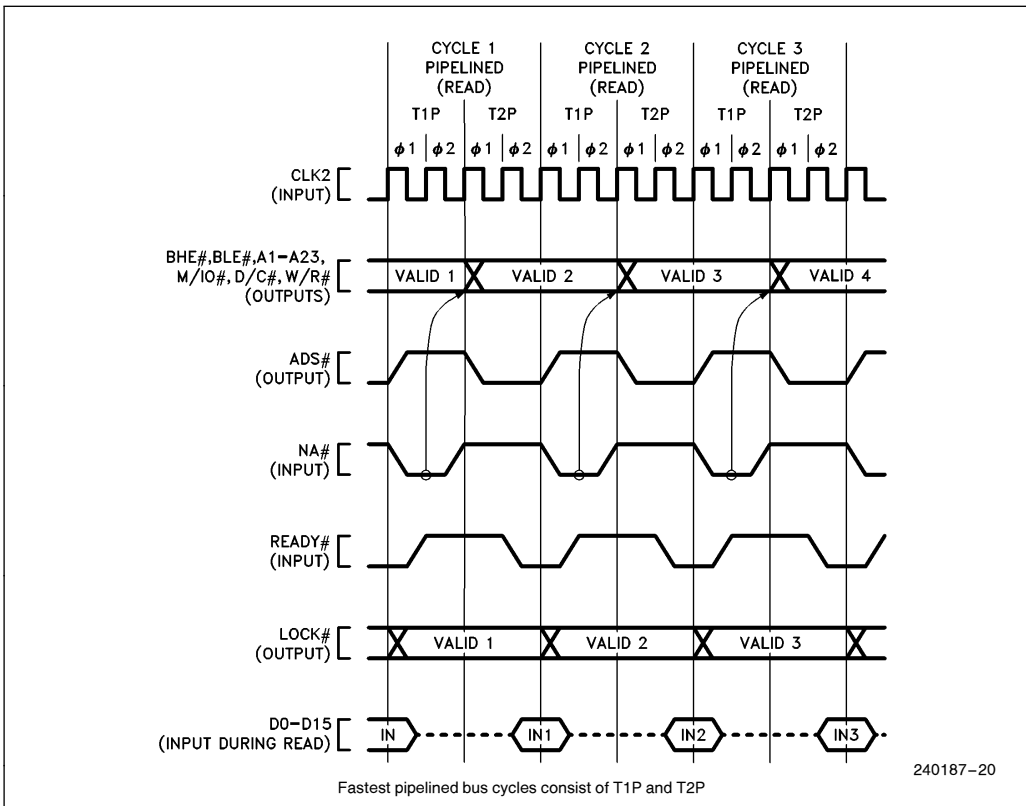 CYCLE 1 CYCLE 2 CYCLE 3
PIPELINED PIPELINED PIPELINED
(READ) (READ) (READ)
T1P T2P T1P T2P T1P T2P
φ1 φ2 φ1 φ2 φ1 φ2 φ1 φ2 φ1 φ2 φ1 φ2
CLK2
(INPUT)
BHE#,BLE#,A1-A23,
M/IO#,D/C#,W/R#
(OUTPUTS)
VALID 1 VALID 2 VALID 3 VALID 4
ADS#
(OUTPUT)
NA#
(INPUT)
READY#
(INPUT)
LOCK#
(OUTPUT)
VALID 1 VALID 2 VALID 3
D0-D15
(INPUT DURING READ)
IN IN1 IN2 IN3
240187-20
Fastest pipelined bus cycles consist of T1P and T2P